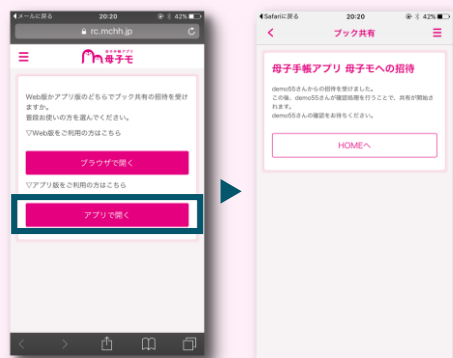 メールに戻る 20:20 42%
rc.mchh.jp
母子手帳アプリ
母子モ
Web版かアプリ版のどちらでブック共有の招待を受け
ますか。
普段お使いの方を選んでください。
▽Web版をご利用の方はこちら
ブラウザで開く
▽アプリ版をご利用の方はこちら
アプリで開く
Safariに戻る 20:20 42%
ブック共有
母子手帳アプリ 母子モへの招待
demo55さんからの招待を受けました。
この後、demo55さんが確認処理を行うことで、共有が開始さ
れます。
demo55さんの確認をお待ちください。
HOMEへ